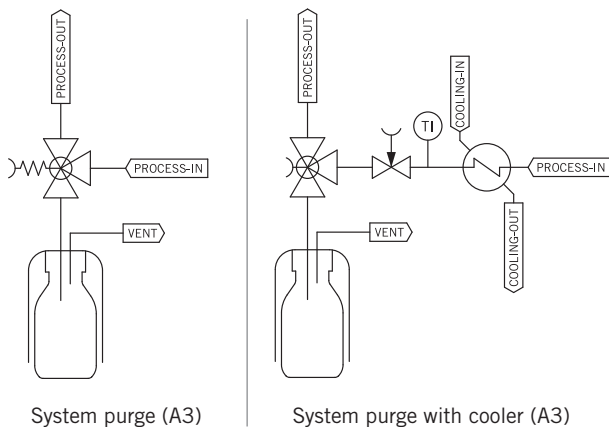 PROCESS-OUT
PROCESS-IN
VENT
System purge (A3)
PROCESS-OUT
COOLING-IN
TI
PROCESS-IN
COOLING-OUT
VENT
System purge with cooler (A3)